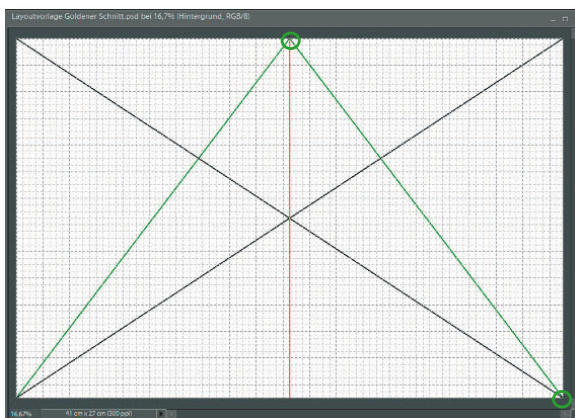 Layoutvorlage Goldener Schnitt.psd bei 16,7% (Hintergrund, RGB/8)
16,67%
41 cm x 27 cm (300 ppi)